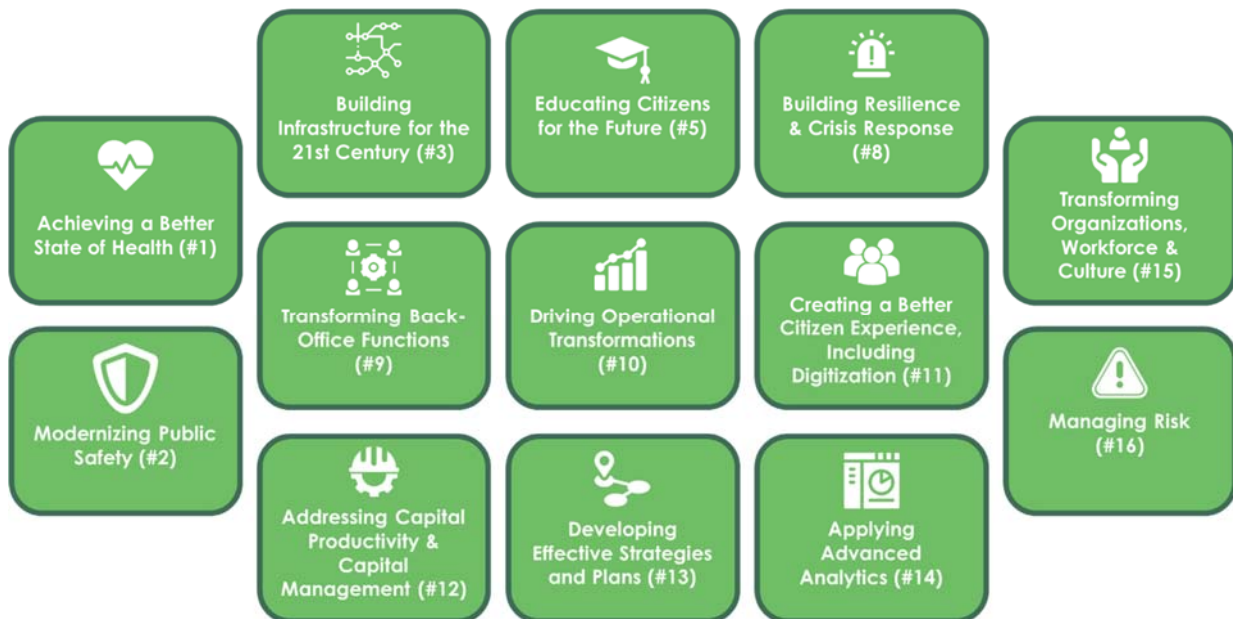 Achieving a Better
State of Health (#1)
Modernizing Public
Safety (#2)
Building
Infrastructure for the
21st Century (#3)
Educating Citizens
for the Future (#5)
Building Resilience
& Crisis Response
(#8)
Transforming Back-
Office Functions
(#9)
Driving Operational
Transformations
(#10)
Creating a Better
Citizen Experience,
Including
Digitization (#11)
Addressing Capital
Productivity &
Capital
Management (#12)
Developing
Effective Strategies
and Plans (#13)
Applying
Advanced
Analytics (#14)
Transforming
Organizations,
Workforce &
Culture (#15)
Managing Risk
(#16)